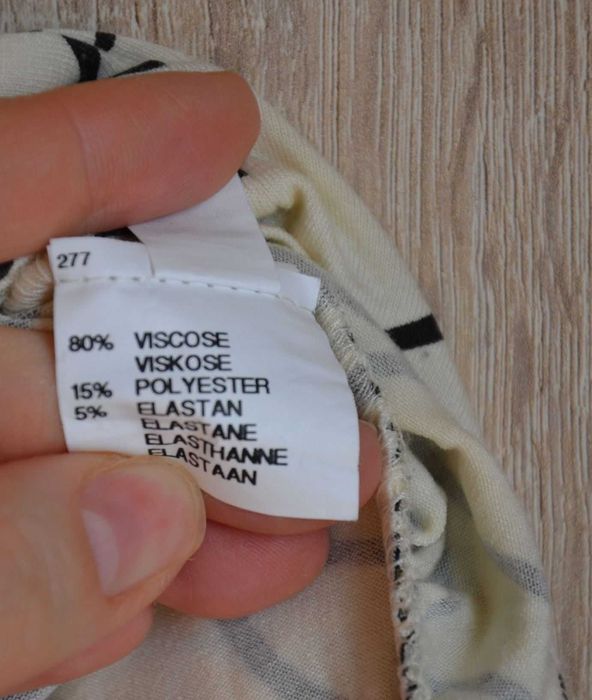 277
80% VISCOSE
VISKOSE
15% POLYESTER
5% ELASTAN
ELASTANE
ELASTHANNE
ELASTAAN